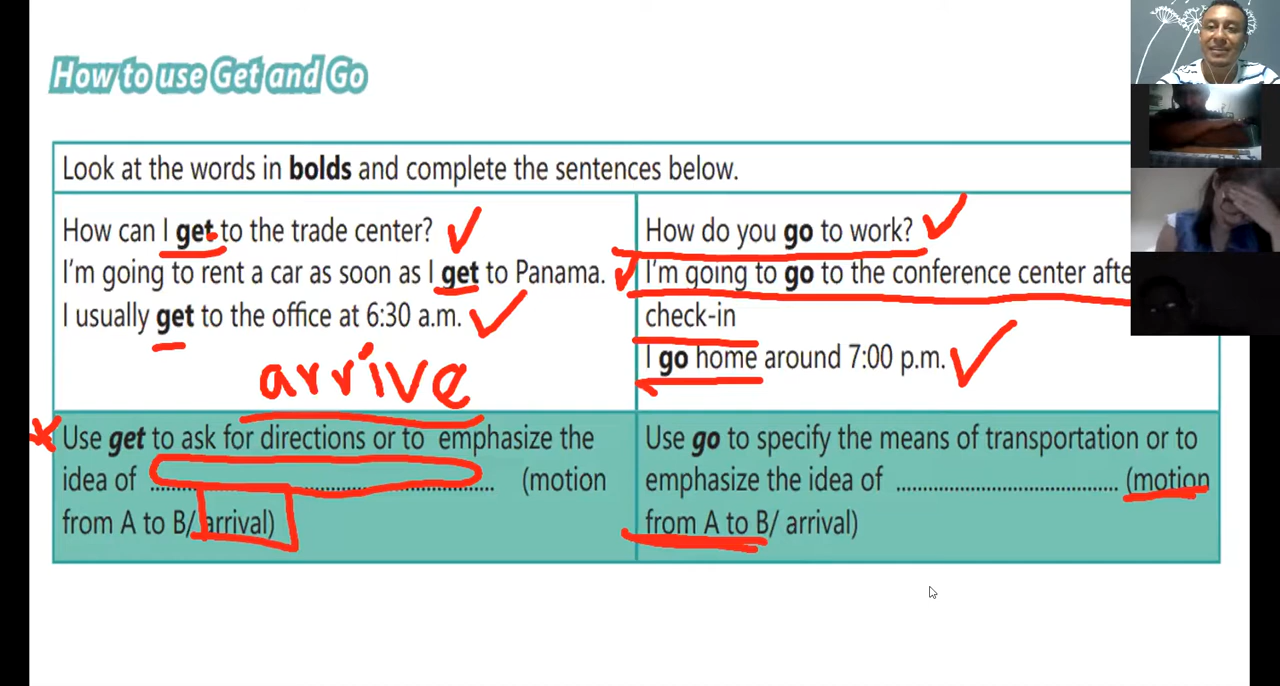 How to use Get and Go
Look at the words in bolds and complete the sentences below.
How can I get to the trade center?
I'm going to rent a car as soon as I get to Panama.
I usually get to the office at 6:30 a.m.
arrive
How do you go to work?
I'm going to go to the conference center afte
check-in
I go home around 7:00 p.m.
Use get to ask for directions or to emphasize the
idea of .................................................. (motion
from A to B/ arrival)
Use go to specify the means of transportation or to
emphasize the idea of ........................................ (motion
from A to B/ arrival)